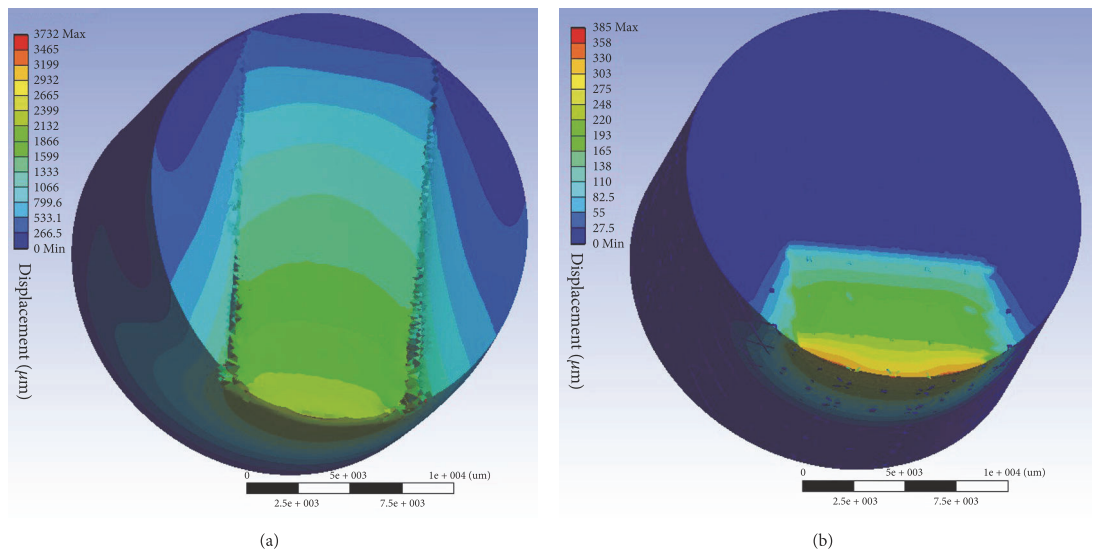 3732 Max
3465
3199
2932
2665
2399
2132
1866
1599
1333
1066
799.6
533.1
266.5
0 Min
Displacement (μm)
0
5e + 003
1e + 004 (um)
2.5e + 003
7.5e + 003
(a)
385 Max
358
330
303
275
248
220
193
165
138
110
82.5
55
27.5
0 Min
Displacement (μm)
0
5e + 003
1e + 004 (um)
2.5e + 003
7.5e + 003
(b)